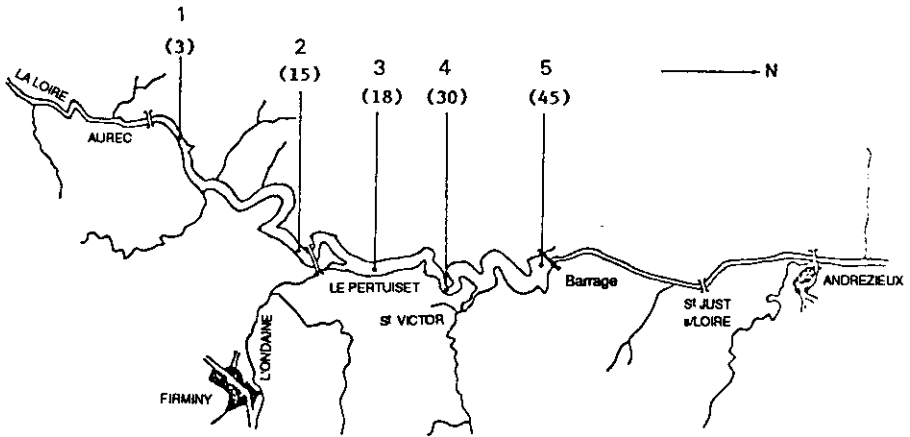 1
(3)
2
(15)
3
(18)
4
(30)
5
(45)
N
LA LOIRE
AUREC
LE PERTUISET
St VICTOR
Barrage
St JUST
s/LOIRE
ANDREZIEUX
L'ONDAINE
FIRMINY